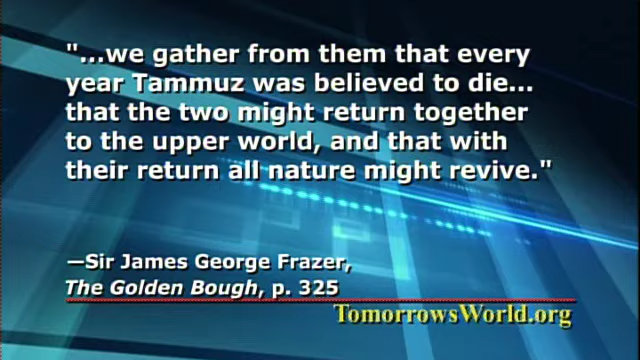 "...we gather from them that every
year Tammuz was believed to die...
that the two might return together
to the upper world, and that with
their return all nature might revive."
—Sir James George Frazer,
The Golden Bough, p. 325
TomorrowsWorld.org